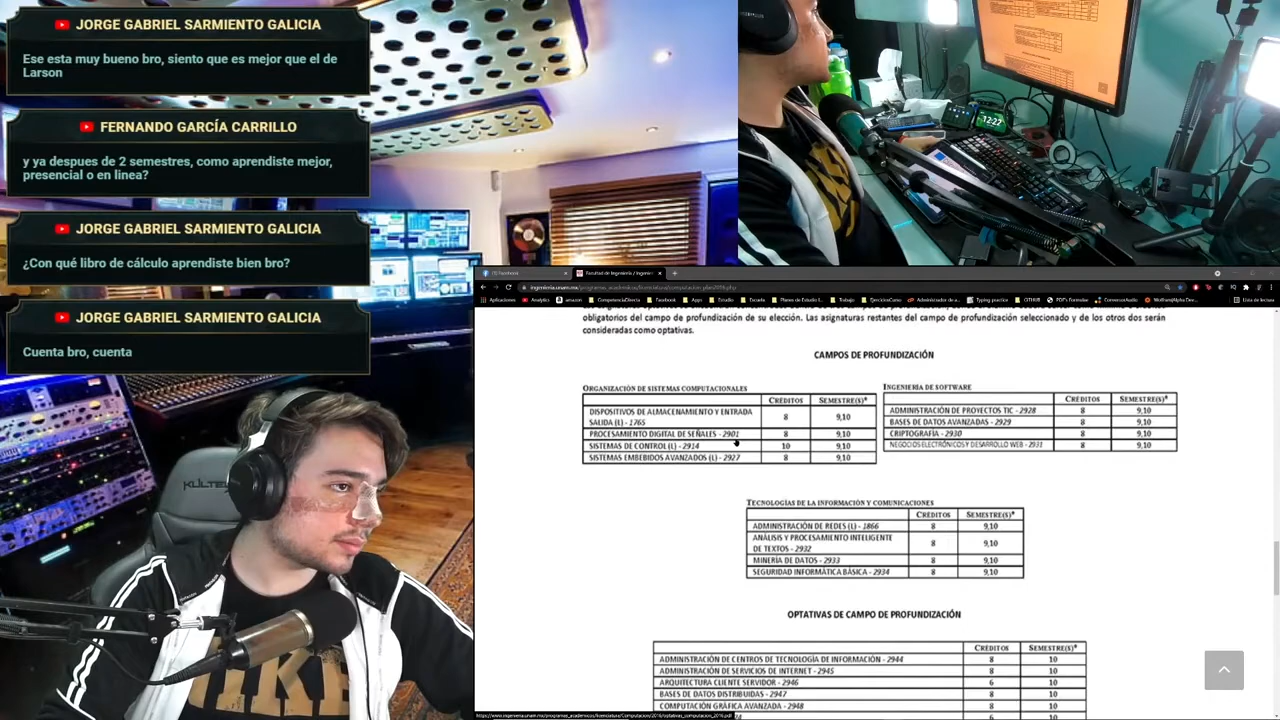 JORGE GABRIEL SARMIENTO GALICIA
Ese esta muy bueno bro, siento que es mejor que el de
Larson
FERNANDO GARCÍA CARRILLO
y ya despues de 2 semestres, como aprendiste mejor,
presencial o en linea?
JORGE GABRIEL SARMIENTO GALICIA
¿Con qué libro de cálculo aprendiste bien bro?
JORGE GABRIEL SARMIENTO GALICIA
Cuenta bro, cuenta
12:22
obligatorios del campo de profundización de su elección. Las asignaturas restantes del campo de profundización seleccionado y de los otros dos serán
consideradas como optativas.
CAMPOS DE PROFUNDIZACIÓN
ORGANIZACIÓN DE SISTEMAS COMPUTACIONALES
CRÉDITOS SEMESTRE(S)*
DISPOSITIVOS DE ALMACENAMIENTO Y ENTRADA
SALIDA (L) - 1765 8 9,10
PROCESAMIENTO DIGITAL DE SEÑALES - 2901 8 9,10
SISTEMAS DE CONTROL (L) - 2914 10 9,10
SISTEMAS EMBEBIDOS AVANZADOS (L) - 2927 8 9,10
INGENIERÍA DE SOFTWARE
CRÉDITOS SEMESTRE(S)*
ADMINISTRACIÓN DE PROYECTOS TIC - 2928 8 9,10
BASES DE DATOS AVANZADAS - 2929 8 9,10
CRIPTOGRAFÍA - 2930 8 9,10
NEGOCIOS ELECTRÓNICOS Y DESARROLLO WEB - 2931 8 9,10
TECNOLOGÍAS DE LA INFORMACIÓN Y COMUNICACIONES
CRÉDITOS SEMESTRE(S)*
ADMINISTRACIÓN DE REDES (L) - 1866 8 9,10
ANÁLISIS Y PROCESAMIENTO INTELIGENTE
DE TEXTOS - 2932 8 9,10
MINERÍA DE DATOS - 2933 8 9,10
SEGURIDAD INFORMÁTICA BÁSICA - 2934 8 9,10
OPTATIVAS DE CAMPO DE PROFUNDIZACIÓN
CRÉDITOS SEMESTRE(S)*
ADMINISTRACIÓN DE CENTROS DE TECNOLOGÍA DE INFORMACIÓN - 2944 8 10
ADMINISTRACIÓN DE SERVICIOS DE INTERNET - 2945 8 10
ARQUITECTURA CLIENTE SERVIDOR - 2946 6 10
BASES DE DATOS DISTRIBUIDAS - 2947 8 10
COMPUTACIÓN GRÁFICA AVANZADA - 2948 8 10